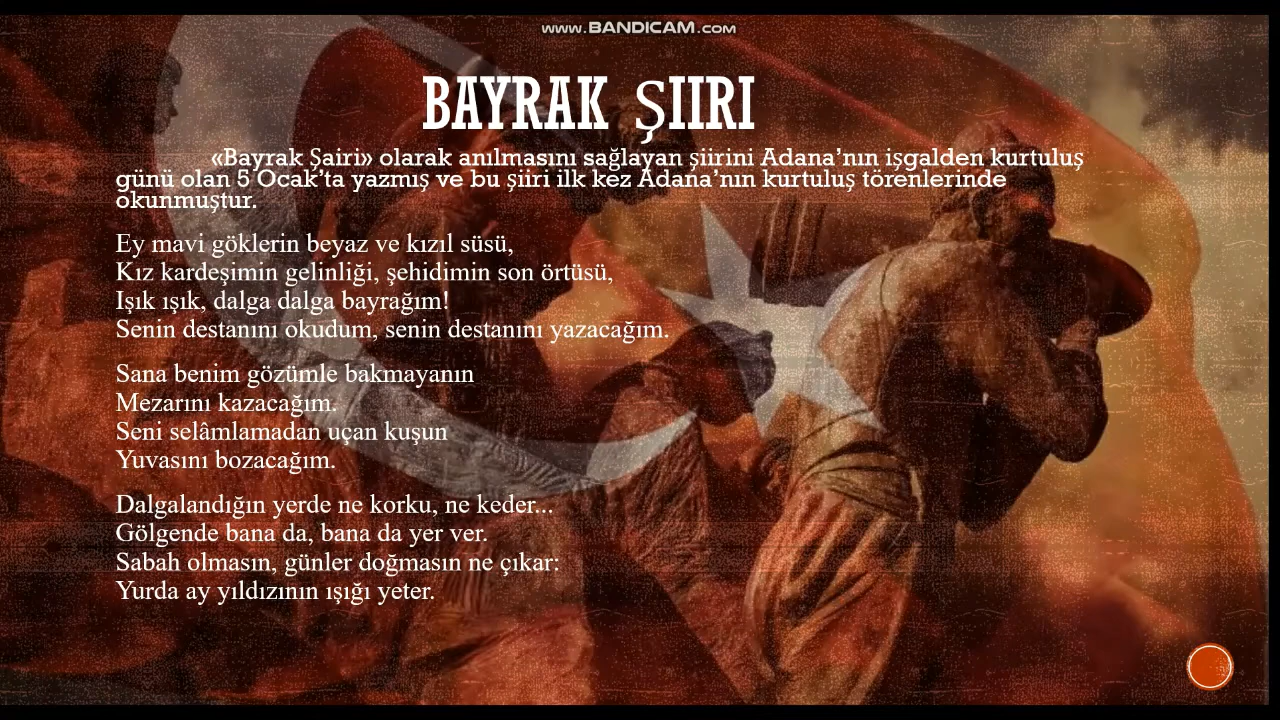 www.BANDICAM.com
BAYRAK ŞIIRI
«Bayrak Şairi» olarak anılmasını sağlayan şiirini Adana’nın işgalden kurtuluş
günü olan 5 Ocak’ta yazmış ve bu şiiri ilk kez Adana’nın kurtuluş törenlerinde
okunmuştur.
Ey mavi göklerin beyaz ve kızıl süsü,
Kız kardeşimin gelinliği, şehidimin son örtüsü,
Işık ışık, dalga dalga bayrağım!
Senin destanını okudum, senin destanını yazacağım.
Sana benim gözümle bakmayanın
Mezarını kazacağım.
Seni selâmlamadan uçan kuşun
Yuvasını bozacağım.
Dalgalandığın yerde ne korku, ne keder...
Gölgende bana da, bana da yer ver.
Sabah olmasın, günler doğmasın ne çıkar:
Yurda ay yıldızının ışığı yeter.